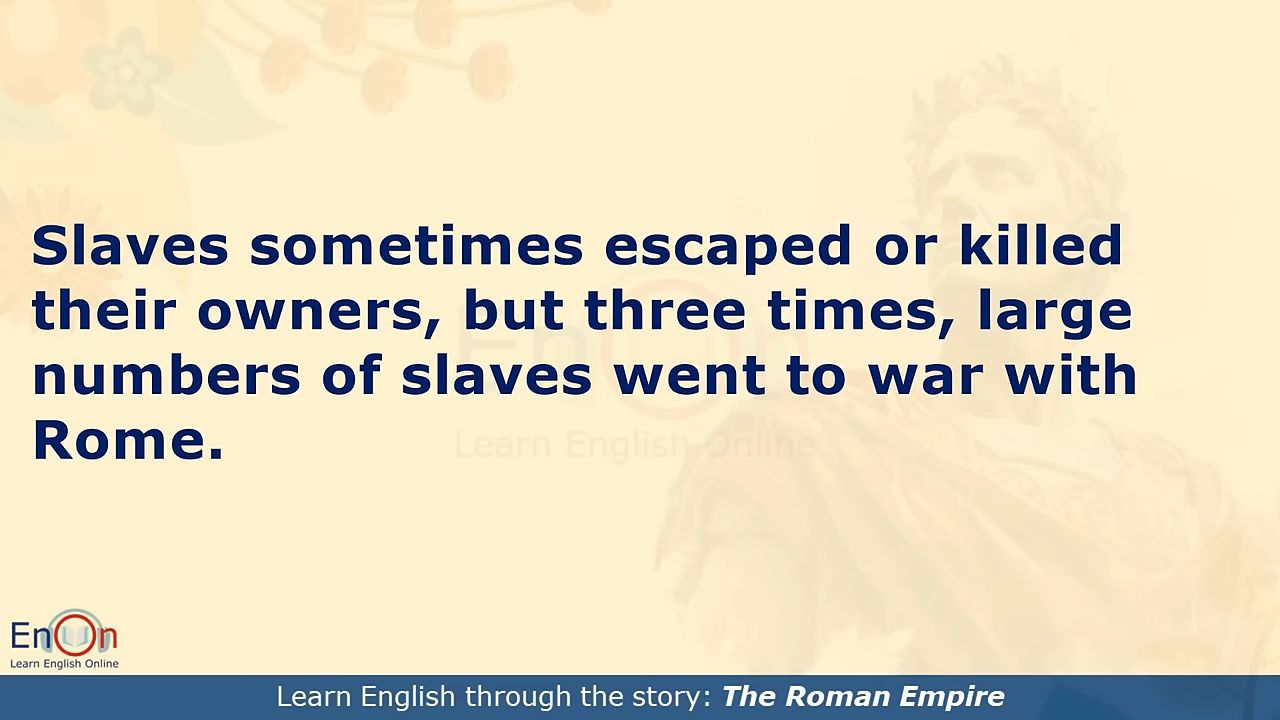 Slaves sometimes escaped or killed
their owners, but three times, large
numbers of slaves went to war with
Rome.
EnOn
Learn English Online
EnOn
Learn English Online
Learn English through the story: The Roman Empire